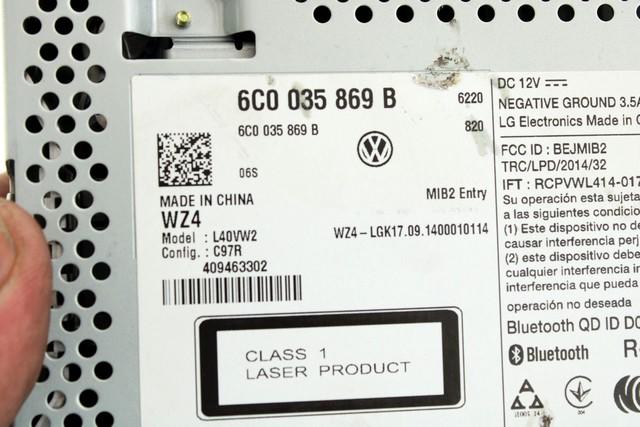 6C0 035 869 B
6220
6C0 035 869 B
820
06S
MADE IN CHINA
WZ4
MIB2 Entry
Model : L40VW2
WZ4-LGK17.09.1400010114
Config. : C97R
409463302
CLASS 1
LASER PRODUCT
DC 12V
NEGATIVE GROUND 3.5A
LG Electronics Made in C
FCC ID : BEJMIB2
TRC/LPD/2014/32
IFT : RCPVWL414-017
Su operación esta sujeta
a las siguientes condicio
(1) Este dispositivo no de
causar interferencia perj
(2) este dispositivo debe
cualquier interferencia in
interferencia que pueda
operación no deseada
Bluetooth QD ID DO
Bluetooth
R-